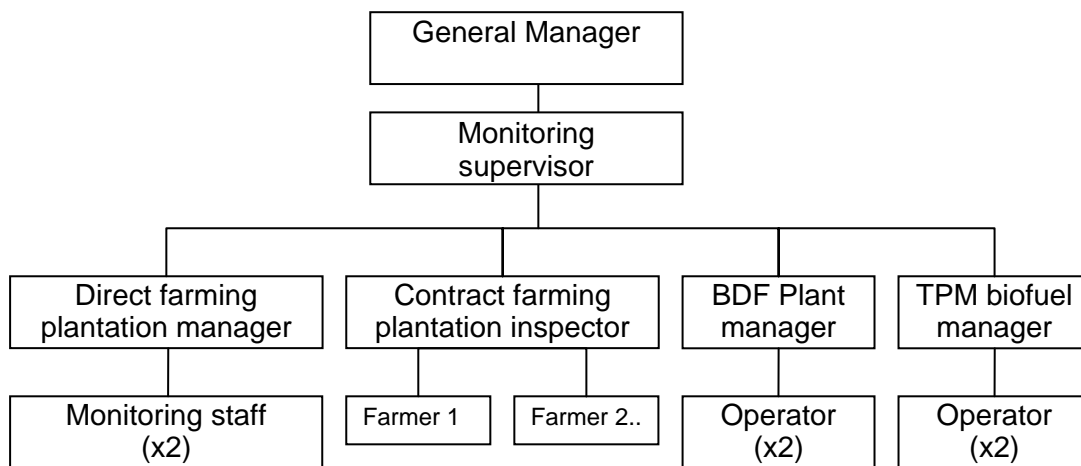 General Manager
Monitoring
supervisor
Direct farming
plantation manager
Contract farming
plantation inspector
BDF Plant
manager
TPM biofuel
manager
Monitoring staff
(x2)
Farmer 1
Farmer 2..
Operator
(x2)
Operator
(x2)